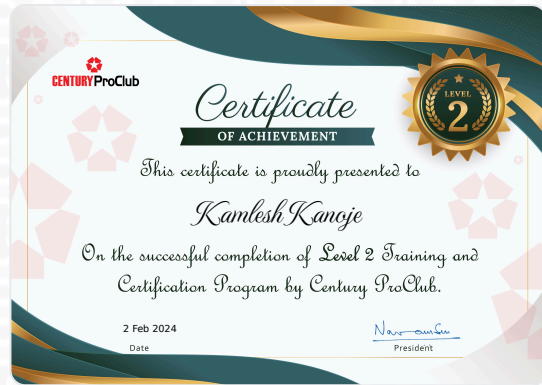 CENTURY ProClub
Certificate
OF ACHIEVEMENT
LEVEL
2
This certificate is proudly presented to
Kamlesh Kanoje
On the successful completion of Level 2 Training and
Certification Program by Century ProClub.
2 Feb 2024
Date
President